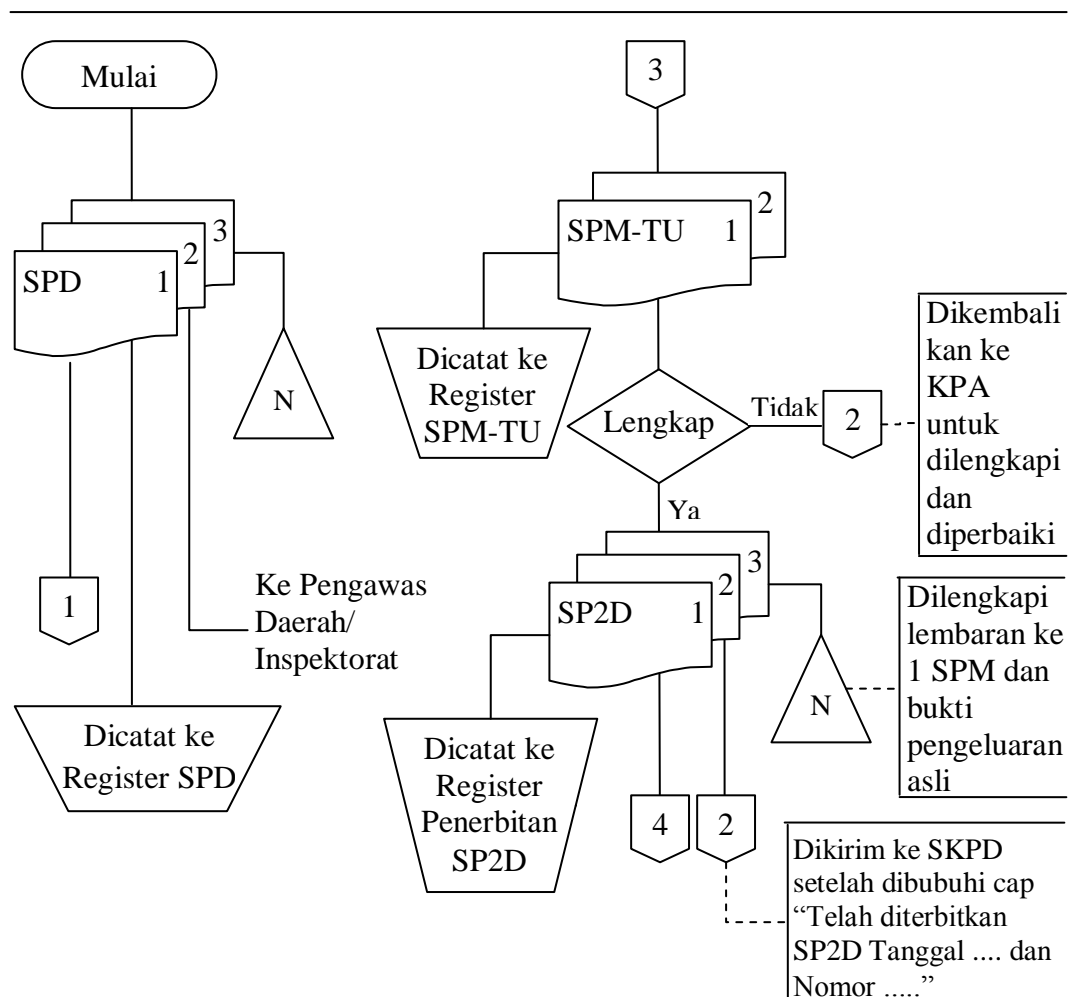 Mulai
SPD
1
2
3
N
1
Ke Pengawas
Daerah/
Inspektorat
Dicatat ke
Register SPD
3
SPM-TU
1
2
Dicatat ke
Register
SPM-TU
Lengkap
Tidak
2
Dikembali
kan ke
KPA
untuk
dilengkapi
dan
diperbaiki
Ya
SP2D
1
2
3
N
Dilengkapi
lembaran ke
1 SPM dan
bukti
pengeluaran
asli
Dicatat ke
Register
Penerbitan
SP2D
4
2
Dikirim ke SKPD
setelah dibubuhi cap
“Telah diterbitkan
SP2D Tanggal .... dan
Nomor .....”